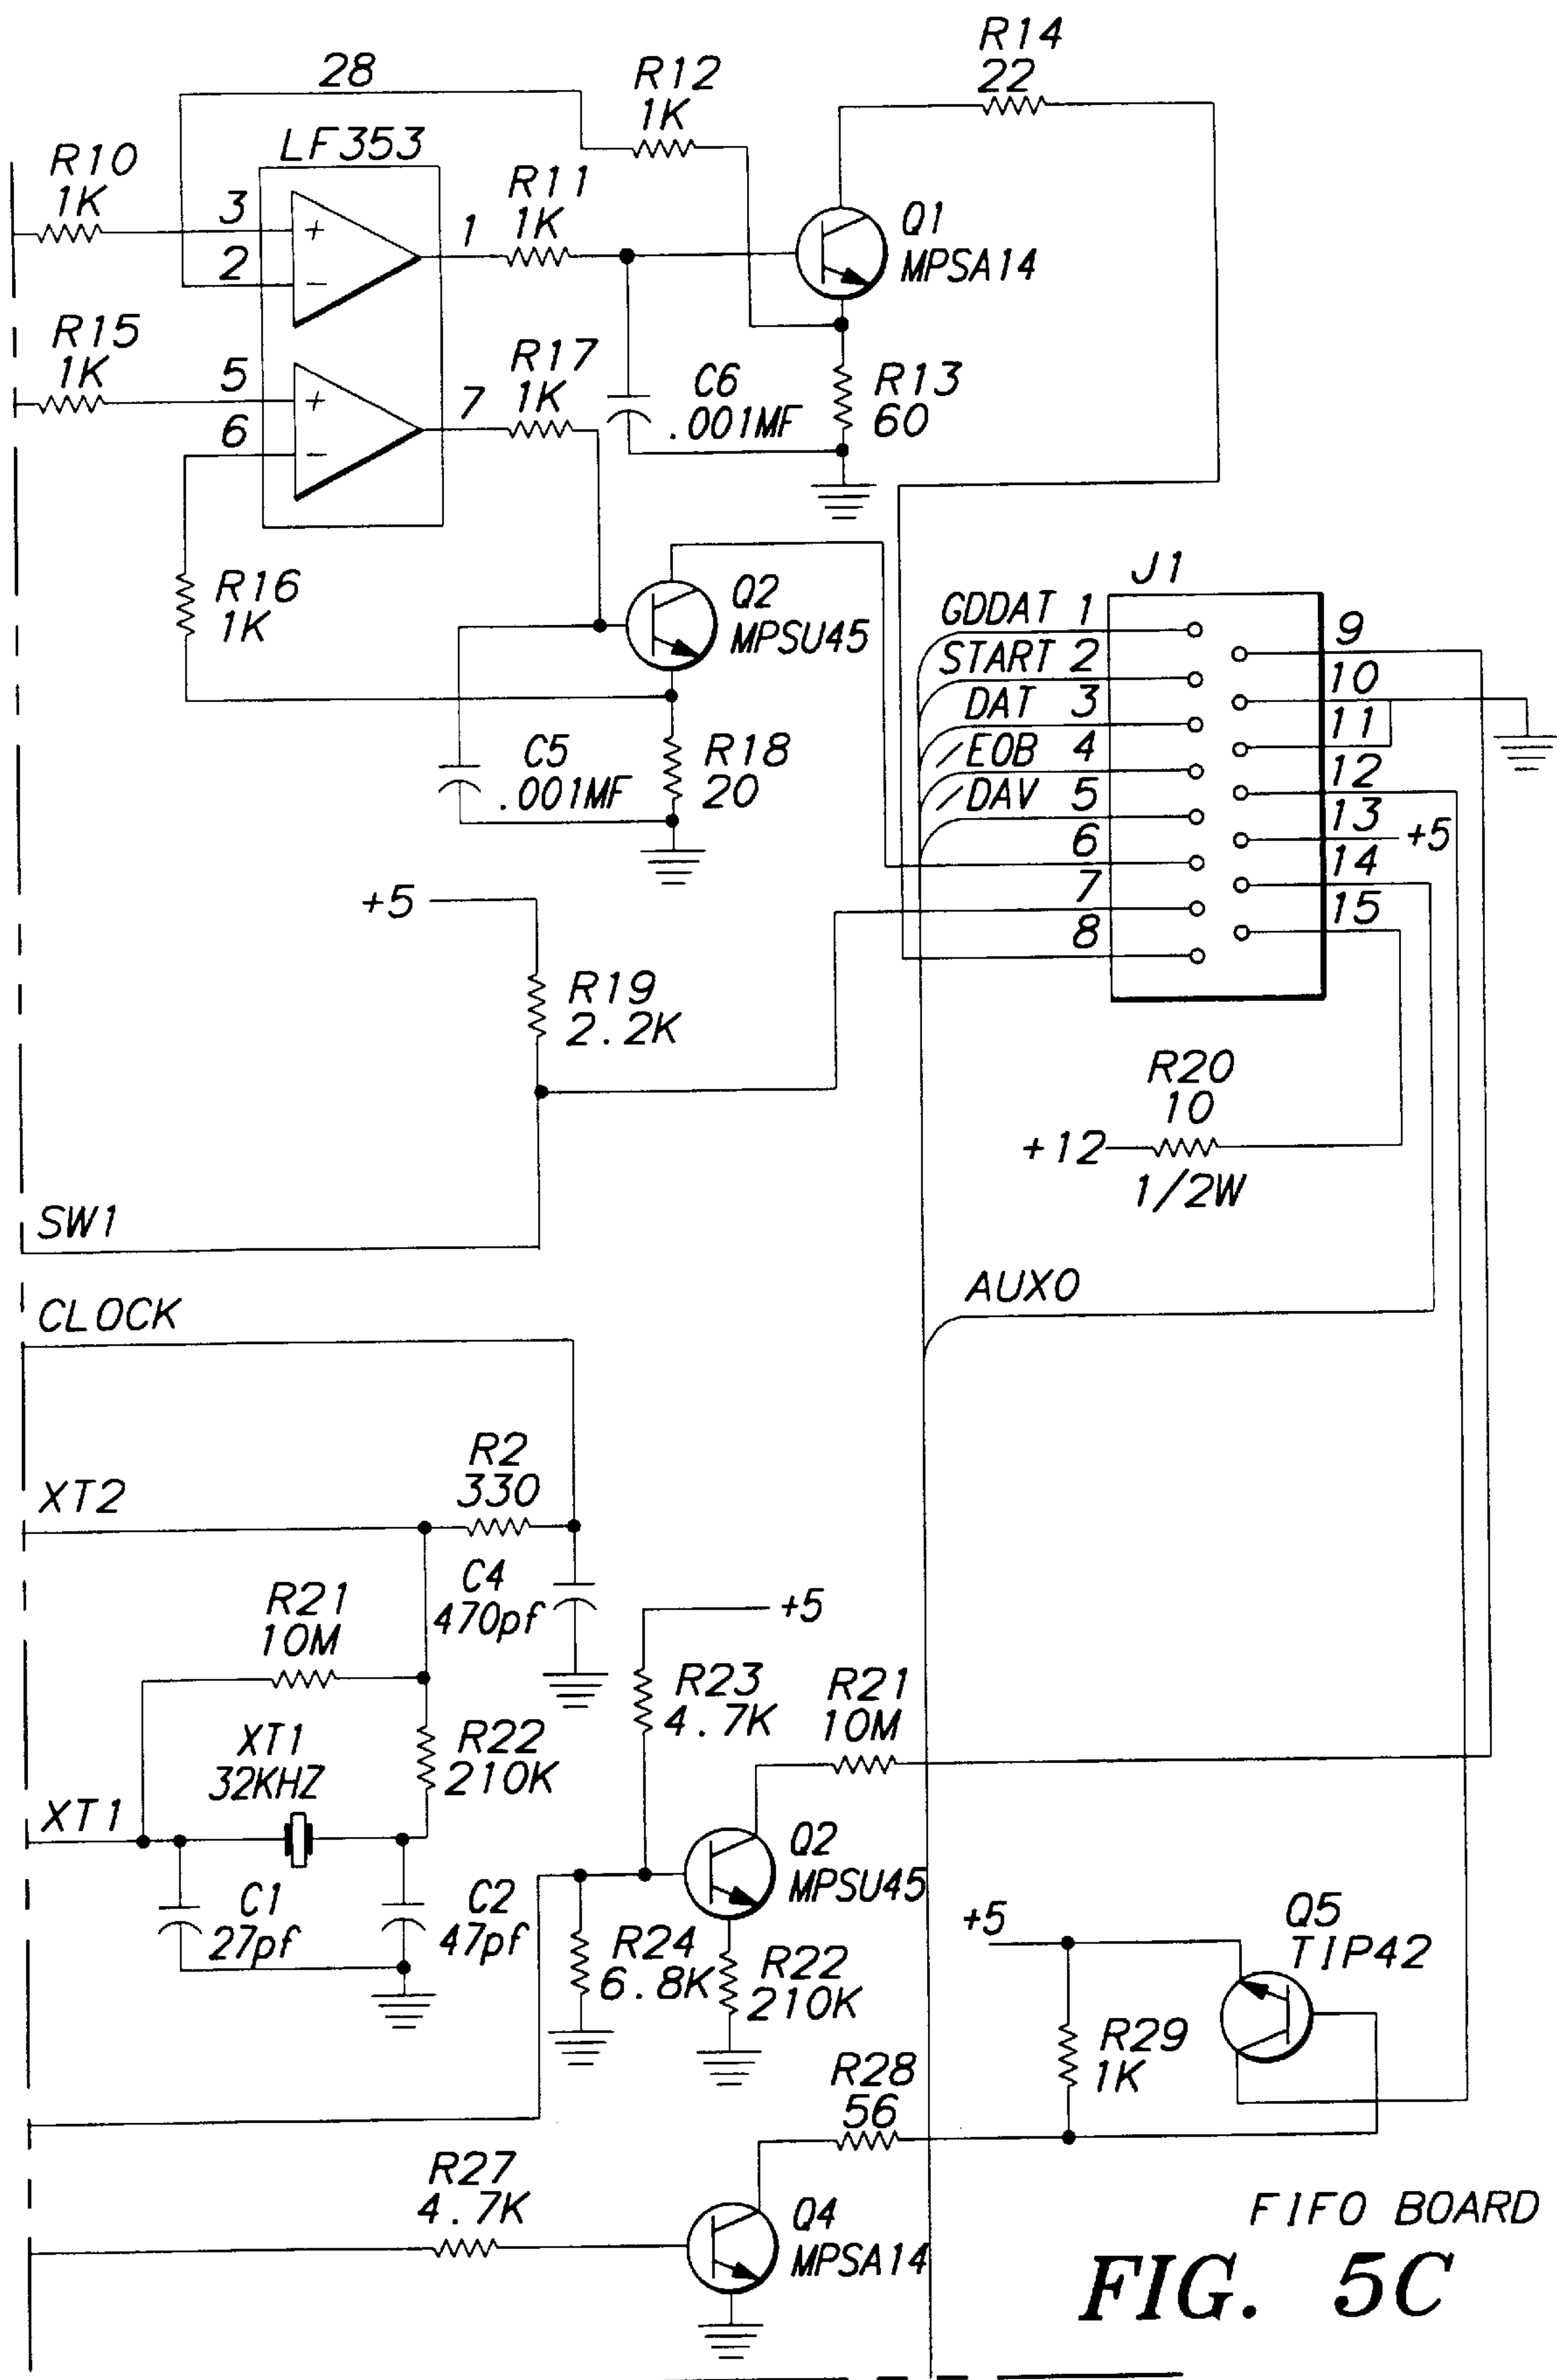 R14
22
28
R12
1K
LF353
R10
1K
3
+
2
−
1
R11
1K
Q1
MPSA14
R15
1K
5
+
6
−
7
R17
1K
C6
.001MF
R13
60
R16
1K
Q2
MPSU45
C5
.001MF
R18
20
J1
GDDAT 1
START 2
DAT 3
/EOB 4
/DAV 5
6
7
8
9
10
11
12
13
+5
14
15
+5
R19
2.2K
R20
10
+12
1/2W
SW1
CLOCK
AUX0
XT2
R2
330
C4
470pf
R21
10M
+5
R23
4.7K
R21
10M
XT1
32KHZ
R22
210K
XT1
C1
27pf
C2
47pf
Q2
MPSU45
R24
6.8K
R22
210K
+5
Q5
TIP42
R29
1K
R28
56
R27
4.7K
Q4
MPSA14
FIFO BOARD
FIG. 5C